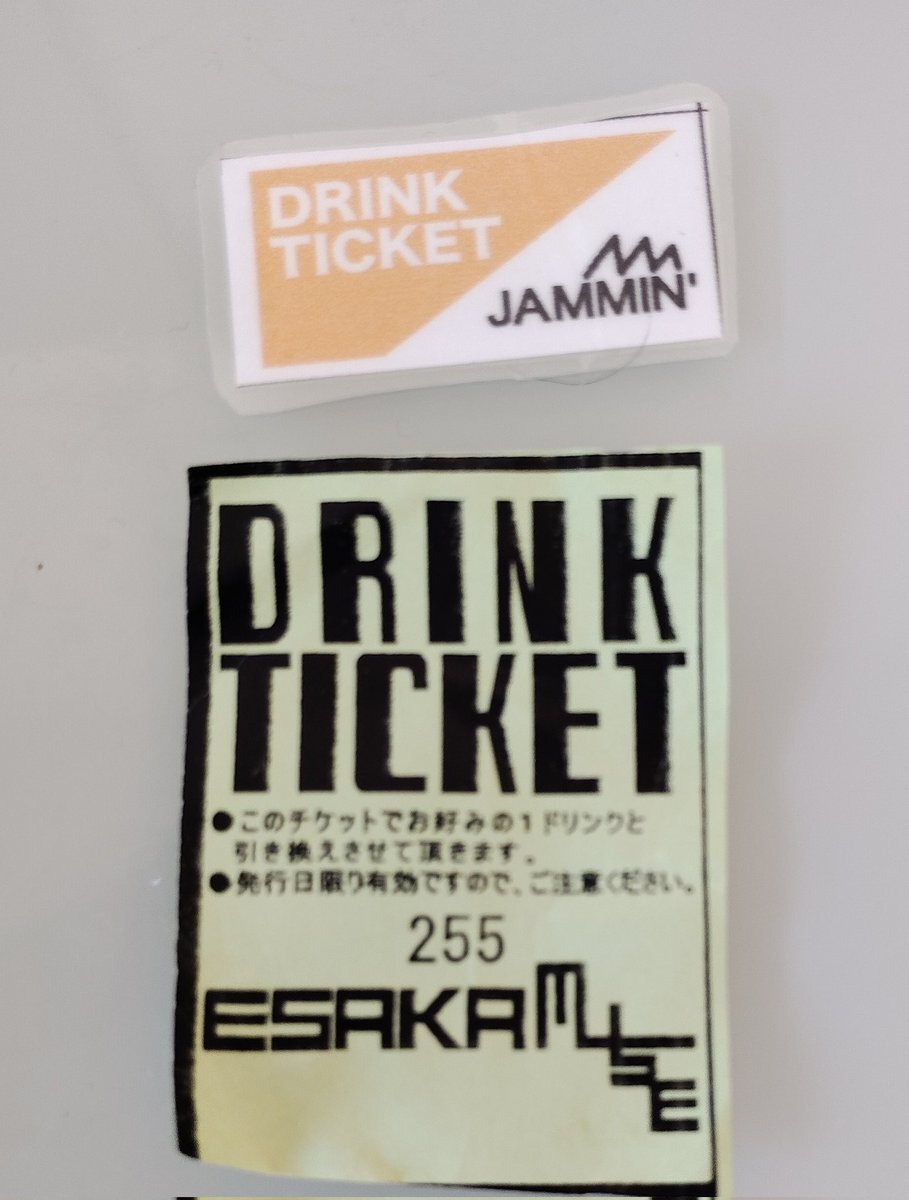 DRINK
TICKET
JAMMIN'
DRINK
TICKET
●このチケットでお好みの1ドリンクと
引き換えさせて頂きます。
●発行日限り有効ですので、ご注意ください。
255
ESAKA MUSE